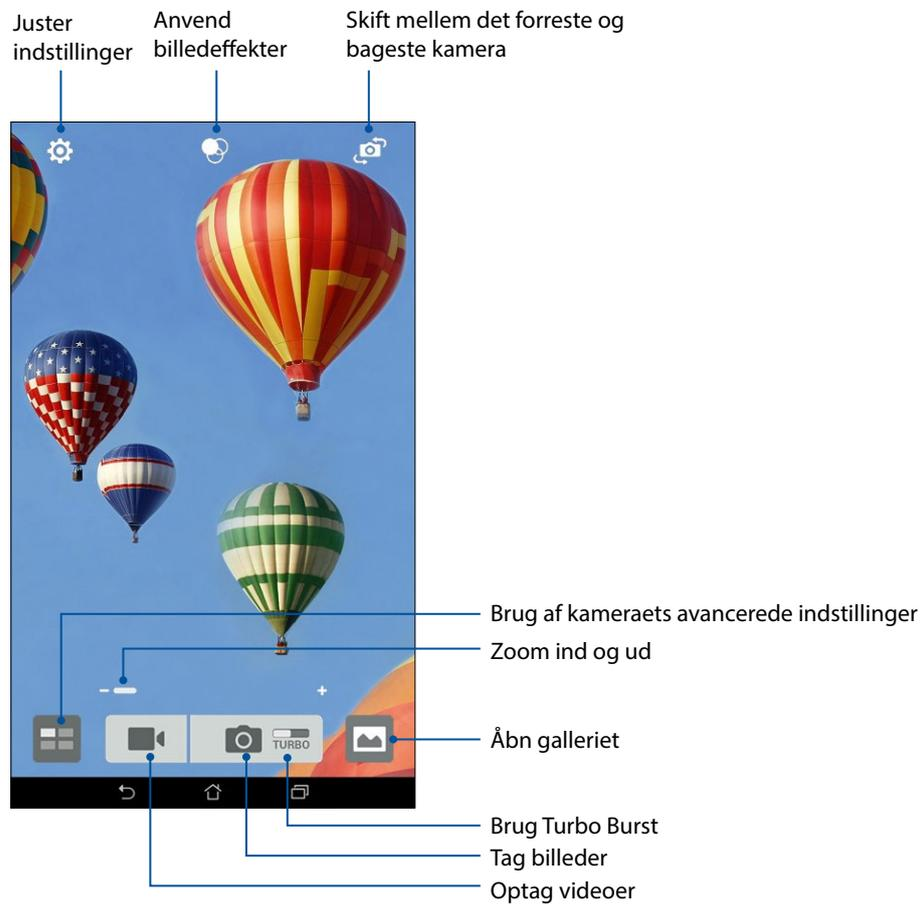 Juster
indstillinger
Anvend
billedeffekter
Skift mellem det forreste og
bageste kamera
Brug af kameraets avancerede indstillinger
Zoom ind og ud
TURBO
Åbn galleriet
Brug Turbo Burst
Tag billeder
Optag videoer